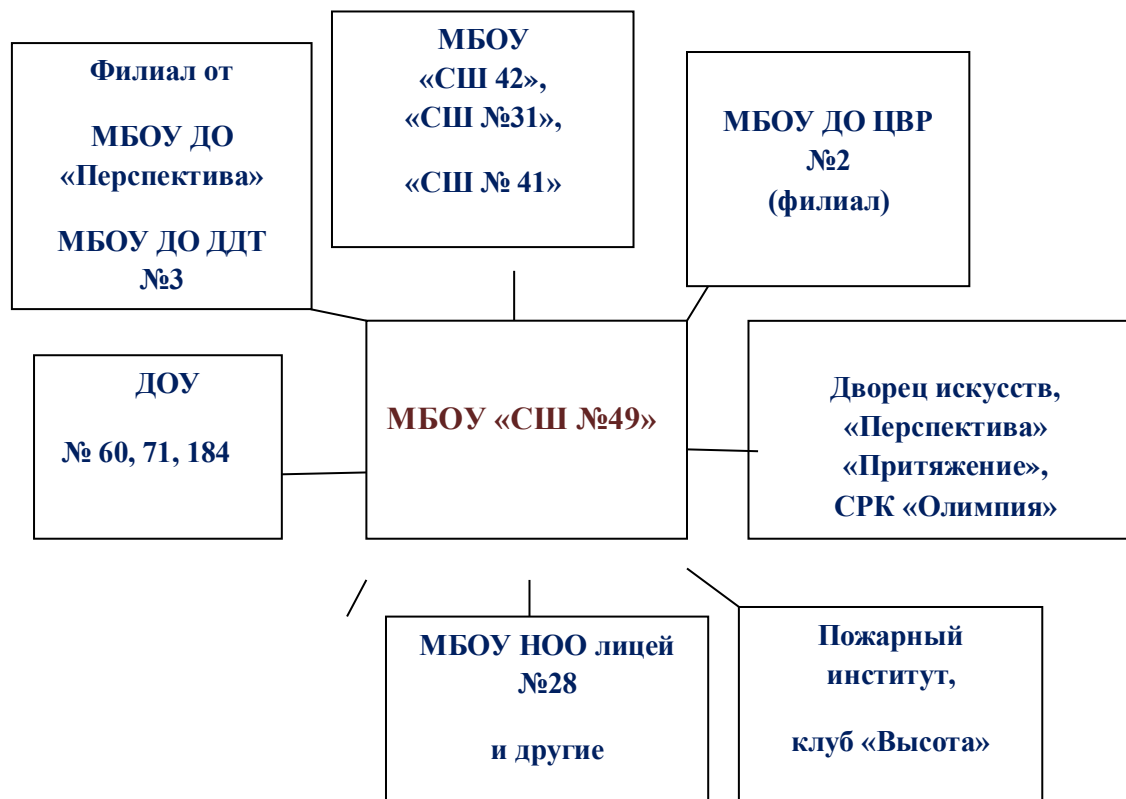 Филиал от
МБОУ ДО
«Перспектива»
МБОУ ДО ДДТ
№3
МБОУ
«СШ 42»,
«СШ №31»,
«СШ № 41»
МБОУ ДО ЦВР
№2
(филиал)
ДОУ
№ 60, 71, 184
МБОУ «СШ №49»
Дворец искусств,
«Перспектива»
«Притяжение»,
СРК «Олимпия»
МБОУ НОО лицей
№28
и другие
Пожарный
институт,
клуб «Высота»